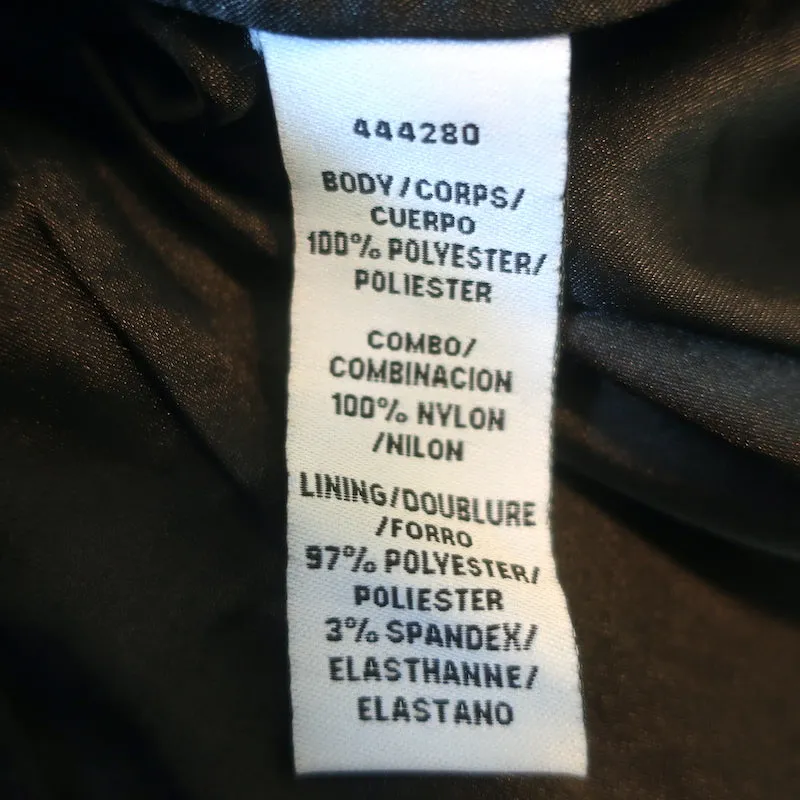 444280
BODY/CORPS/
CUERPO
100% POLYESTER/
POLIESTER
COMBO/
COMBINACION
100% NYLON
/NILON
LINING/DOUBLURE
/FORRO
97% POLYESTER/
POLIESTER
3% SPANDEX/
ELASTHANNE/
ELASTANO